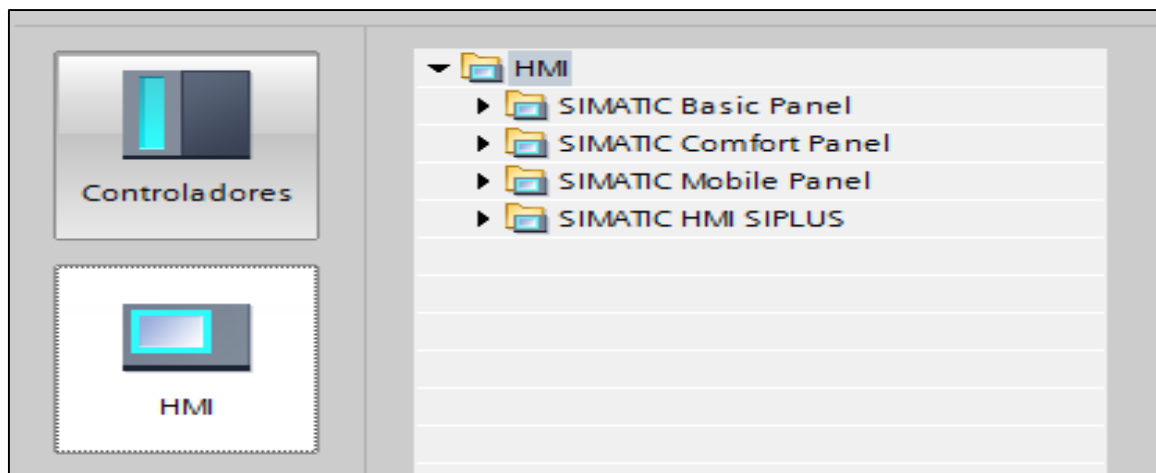 Controladores
HMI
HMI
SIMATIC Basic Panel
SIMATIC Comfort Panel
SIMATIC Mobile Panel
SIMATIC HMI SIPLUS